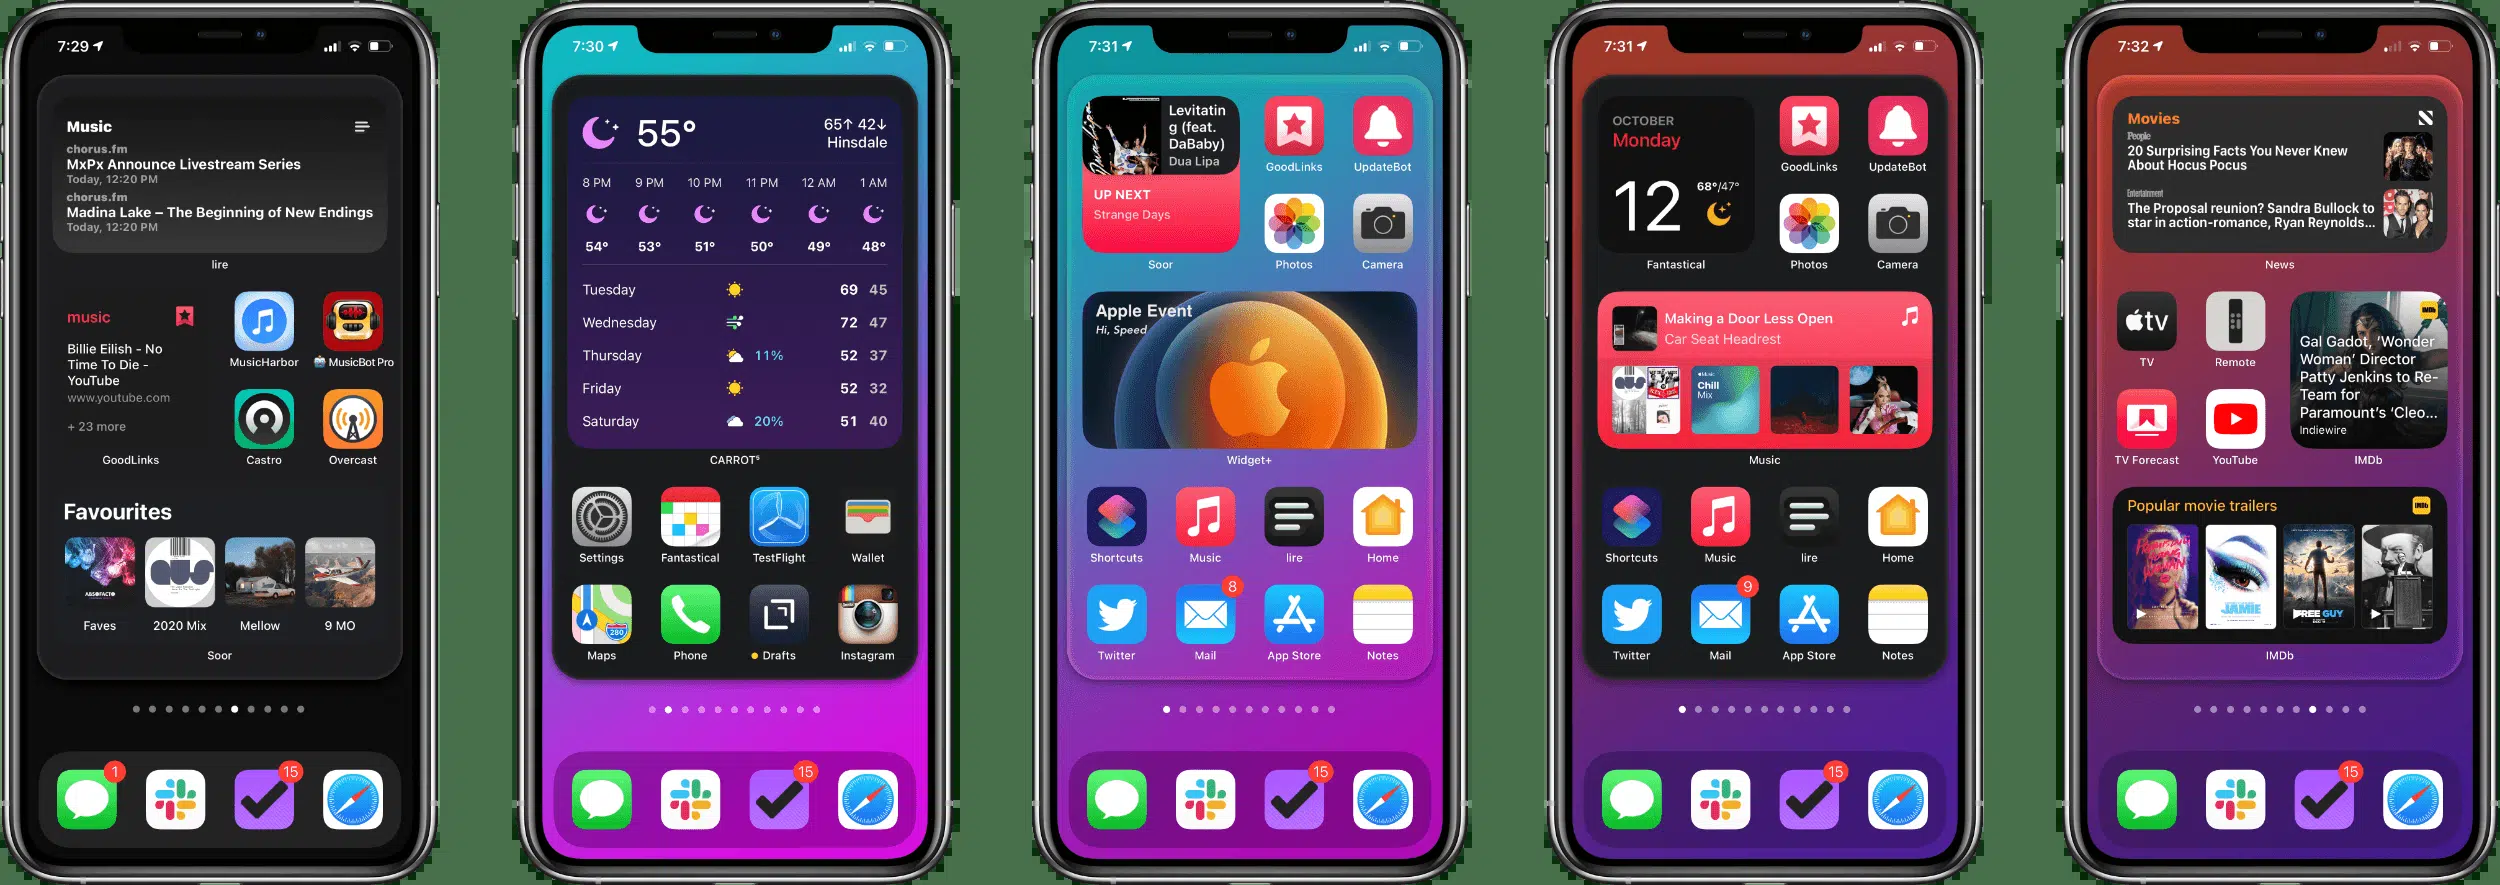 7:29
Music
chorus.fm
MxPx Announce Livestream Series
Today, 12:20 PM
chorus.fm
Madina Lake – The Beginning of New Endings
Today, 12:20 PM
lire
music
Billie Eilish - No
Time To Die -
YouTube
www.youtube.com
+ 23 more
GoodLinks
MusicHarbor
MusicBot Pro
Castro
Overcast
Favourites
ABSOFACTO
Faves
2020 Mix
Mellow
9 MO
Soor
1
15
7:30
55°
65↑ 42↓
Hinsdale
8 PM 9 PM 10 PM 11 PM 12 AM 1 AM
54° 53° 51° 50° 49° 48°
Tuesday 69 45
Wednesday 72 47
Thursday 11% 52 37
Friday 52 32
Saturday 20% 51 40
CARROT⁵
Settings Fantastical TestFlight Wallet
280
Maps Phone Drafts Instagram
15
7:31
Dua Lipa
Levitatin
g (feat.
DaBaby)
Dua Lipa
UP NEXT
Strange Days
Soor
GoodLinks UpdateBot
Photos Camera
Apple Event
Hi, Speed
Widget+
Shortcuts Music lire Home
8
Twitter Mail App Store Notes
15
7:31
OCTOBER
Monday
12
68°/47°
Fantastical
GoodLinks UpdateBot
Photos Camera
Making a Door Less Open
Car Seat Headrest
Music
Chill
Mix
Music
Shortcuts Music lire Home
9
Twitter Mail App Store Notes
15
7:32
Movies
People
20 Surprising Facts You Never Knew
About Hocus Pocus
Entertainment
The Proposal reunion? Sandra Bullock to
star in action-romance, Ryan Reynolds...
News
tv
TV Remote
TV Forecast YouTube
IMDb
Gal Gadot, ‘Wonder
Woman’ Director
Patty Jenkins to Re-
Team for
Paramount’s ‘Cleo...
Indiewire
IMDb
Popular movie trailers
IMDb
JAMIE
FREE GUY
IMDb
15